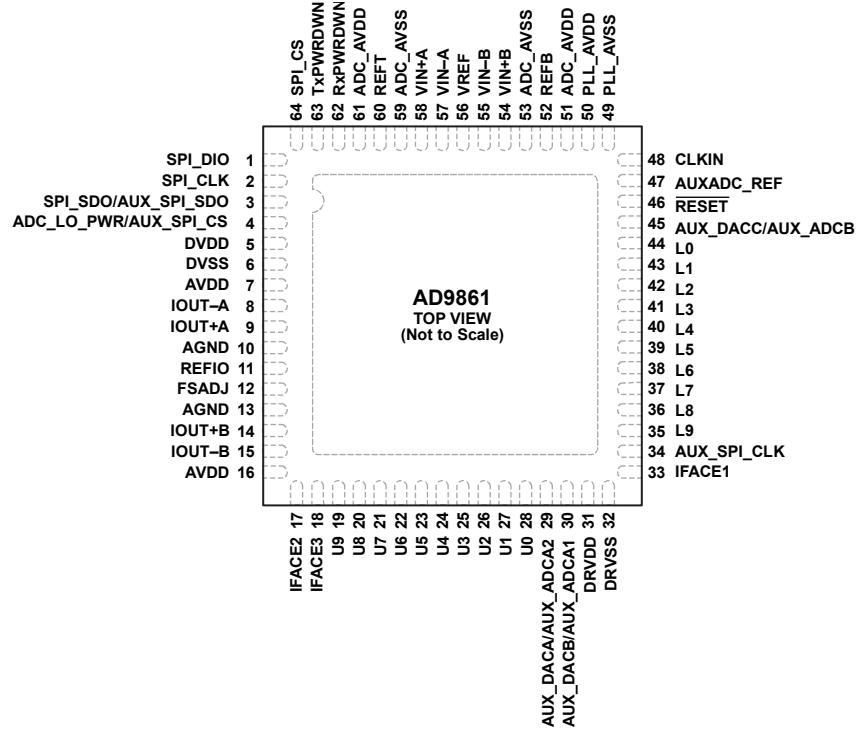 64 SPI_CS
63 TxPWRDWN
62 RxPWRDWN
61 ADC_AVDD
60 REFT
59 ADC_AVSS
58 VIN+A
57 VIN–A
56 VREF
55 VIN–B
54 VIN+B
53 ADC_AVSS
52 REFB
51 ADC_AVDD
50 PLL_AVDD
49 PLL_AVSS
SPI_DIO 1
SPI_CLK 2
SPI_SDO/AUX_SPI_SDO 3
ADC_LO_PWR/AUX_SPI_CS 4
DVDD 5
DVSS 6
AVDD 7
IOUT–A 8
IOUT+A 9
AGND 10
REFIO 11
FSADJ 12
AGND 13
IOUT+B 14
IOUT–B 15
AVDD 16
AD9861
TOP VIEW
(Not to Scale)
48 CLKIN
47 AUXADC_REF
46 RESET
45 AUX_DACC/AUX_ADCB
44 L0
43 L1
42 L2
41 L3
40 L4
39 L5
38 L6
37 L7
36 L8
35 L9
34 AUX_SPI_CLK
33 IFACE1
IFACE2 17
IFACE3 18
U9 19
U8 20
U7 21
U6 22
U5 23
U4 24
U3 25
U2 26
U1 27
U0 28
AUX_DACA/AUX_ADCA2 29
AUX_DACB/AUX_ADCA1 30
DRVDD 31
DRVSS 32